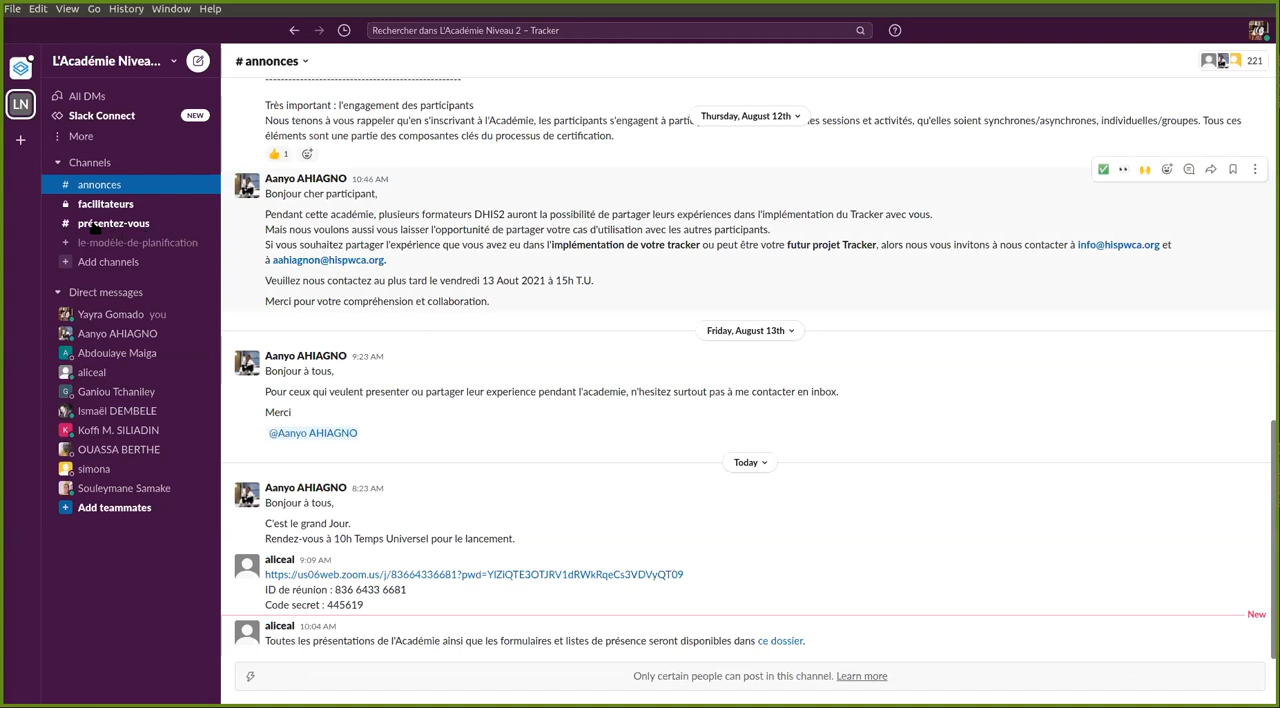 File Edit View Go History Window Help
Rechercher dans L'Académie Niveau 2 – Tracker
L'Académie Nivea...
# annonces
221
LN
All DMs
Slack Connect NEW
More
Channels
# annonces
facilitateurs
# présentez-vous
le-modèle-de-planification
Add channels
Direct messages
Yayra Gomado you
Aanyo AHIAGNO
A Abdoulaye Maiga
aliceal
G Ganiou Tchaniley
Ismaël DEMBELE
K Koffi M. SILIADIN
OUASSA BERTHE
simona
Souleymane Samake
Add teammates
------------------------------------------------
Très important : l'engagement des participants
Nous tenons à vous rappeler qu'en s'inscrivant à l'Académie, les participants s'engagent à
Thursday, August 12th
sessions et activités, qu'elles soient synchrones/asynchrones, individuelles/groupes. Tous ces
éléments sont une partie des composantes clés du processus de certification.
👍 1
Aanyo AHIAGNO 10:46 AM
Bonjour cher participant,
Pendant cette académie, plusieurs formateurs DHIS2 auront la possibilité de partager leurs expériences dans l'implémentation du Tracker avec vous.
Mais nous voulons aussi vous laisser l'opportunité de partager votre cas d'utilisation avec les autres participants.
Si vous souhaitez partager l'expérience que vous avez eu dans l'implémentation de votre tracker ou peut être votre futur projet Tracker, alors nous vous invitons à nous contacter à info@hispwca.org et
à aahiagnon@hispwca.org.
Veuillez nous contactez au plus tard le vendredi 13 Aout 2021 à 15h T.U.
Merci pour votre compréhension et collaboration.
Friday, August 13th
Aanyo AHIAGNO 9:23 AM
Bonjour à tous,
Pour ceux qui veulent presenter ou partager leur experience pendant l'academie, n'hesitez surtout pas à me contacter en inbox.
Merci
@Aanyo AHIAGNO
Today
Aanyo AHIAGNO 8:23 AM
Bonjour à tous,
C'est le grand Jour.
Rendez-vous à 10h Temps Universel pour le lancement.
aliceal 9:09 AM
https://us06web.zoom.us/j/83664336681?pwd=YlZiQTE3OTJRV1dRWkRqeCs3VDVyQT09
ID de réunion : 836 6433 6681
Code secret : 445619
New
aliceal 10:04 AM
Toutes les présentations de l'Académie ainsi que les formulaires et listes de présence seront disponibles dans ce dossier.
Only certain people can post in this channel. Learn more